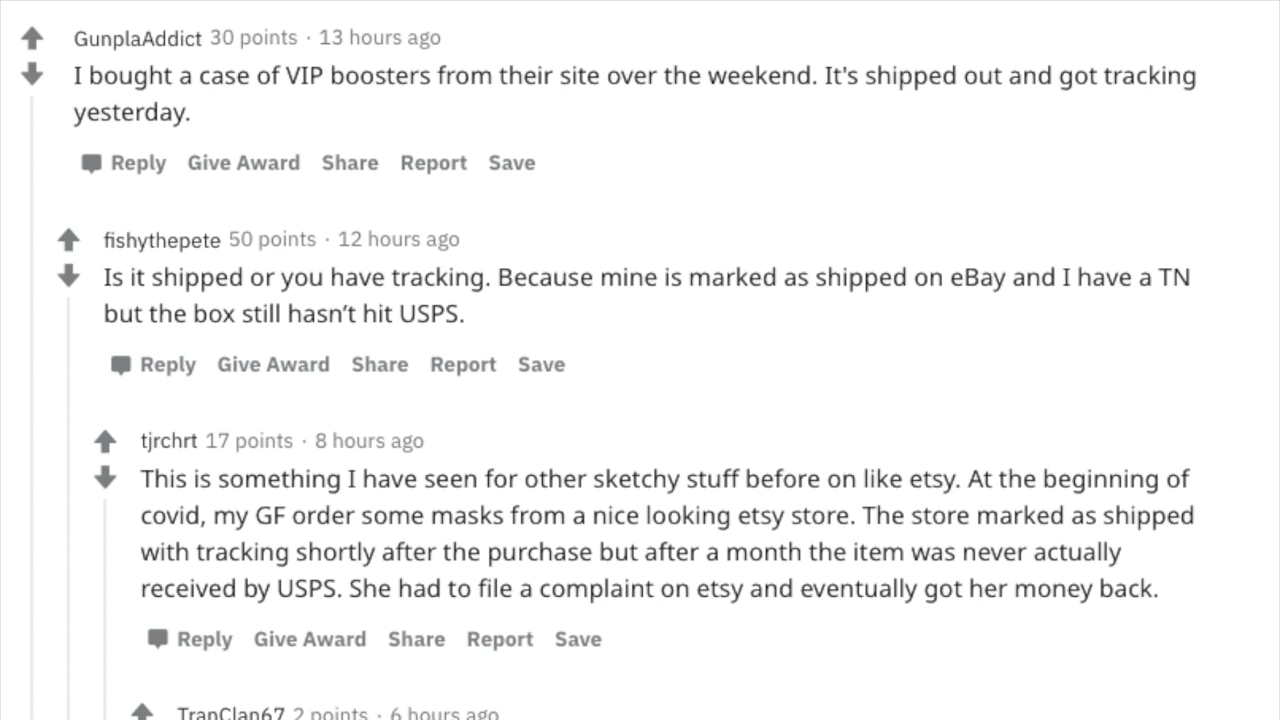 GunplaAddict 30 points · 13 hours ago
I bought a case of VIP boosters from their site over the weekend. It's shipped out and got tracking
yesterday.
Reply Give Award Share Report Save
fishythepete 50 points · 12 hours ago
Is it shipped or you have tracking. Because mine is marked as shipped on eBay and I have a TN
but the box still hasn’t hit USPS.
Reply Give Award Share Report Save
tjrchrt 17 points · 8 hours ago
This is something I have seen for other sketchy stuff before on like etsy. At the beginning of
covid, my GF order some masks from a nice looking etsy store. The store marked as shipped
with tracking shortly after the purchase but after a month the item was never actually
received by USPS. She had to file a complaint on etsy and eventually got her money back.
Reply Give Award Share Report Save
TranClan67 2 points · 6 hours ago